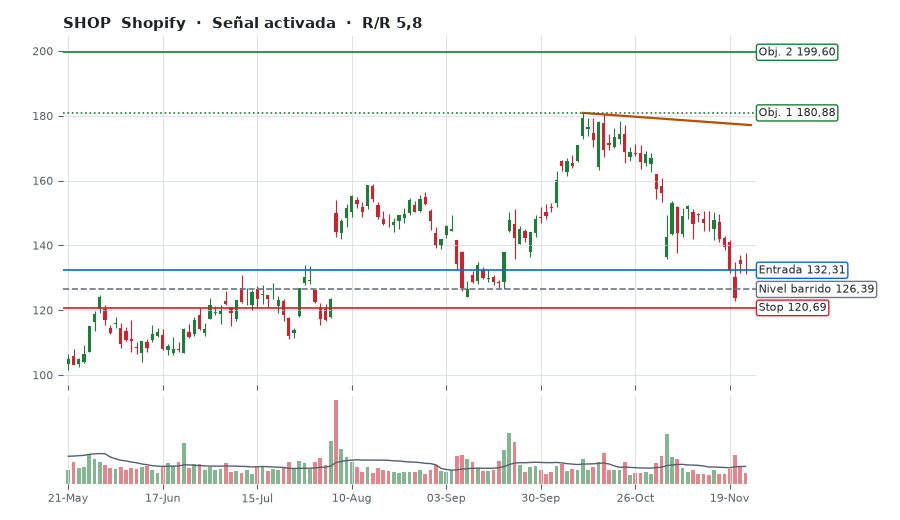 SHOP Shopify · Señal activada · R/R 5,8
200
180
160
140
120
100
Obj. 2 199,60
Obj. 1 180,88
Entrada 132,31
Nivel barrido 126,39
Stop 120,69
21-May
17-Jun
15-Jul
10-Aug
03-Sep
30-Sep
26-Oct
19-Nov